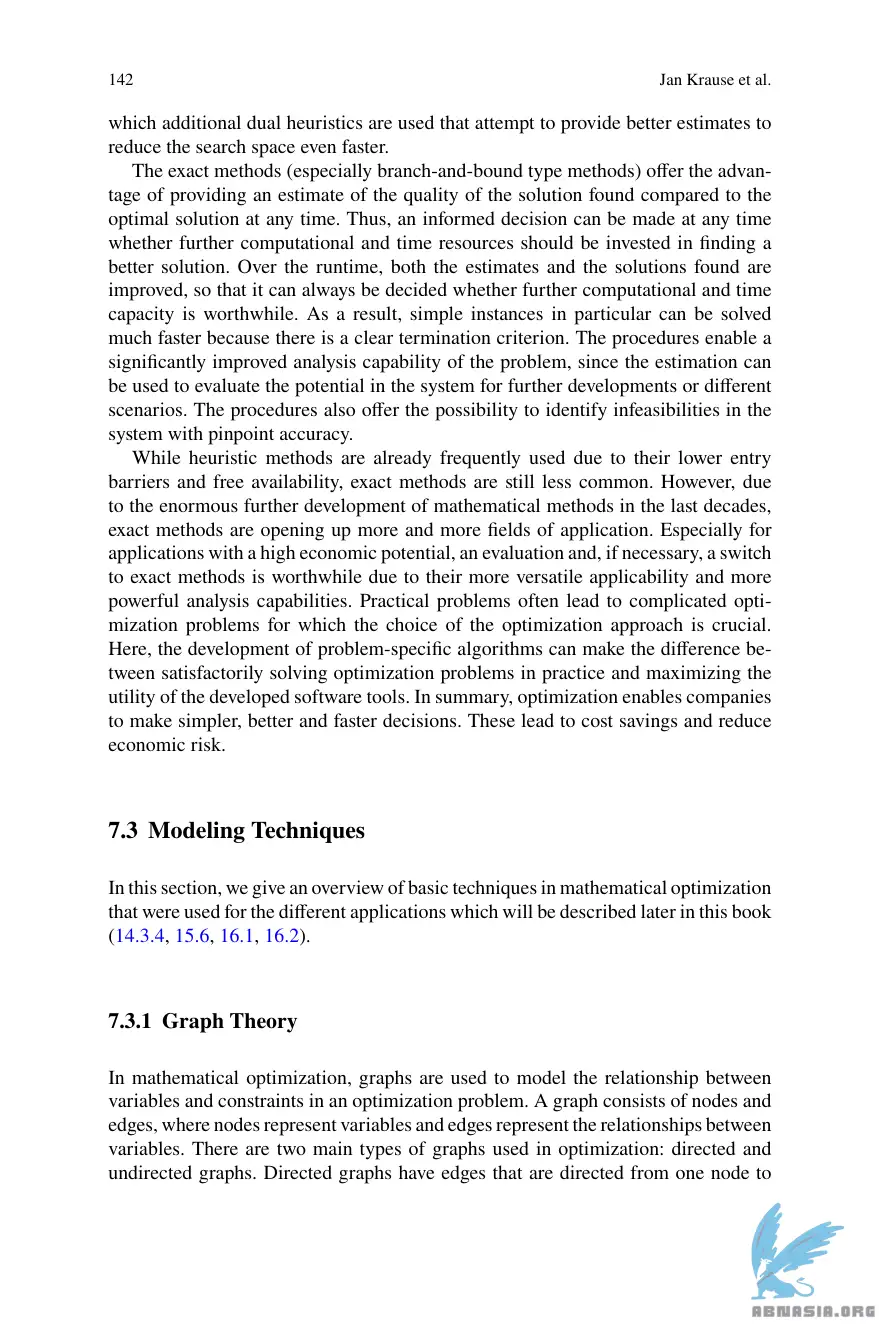 142
Jan Krause et al.
which additional dual heuristics are used that attempt to provide better estimates to
reduce the search space even faster.
The exact methods (especially branch-and-bound type methods) offer the advan-
tage of providing an estimate of the quality of the solution found compared to the
optimal solution at any time. Thus, an informed decision can be made at any time
whether further computational and time resources should be invested in finding a
better solution. Over the runtime, both the estimates and the solutions found are
improved, so that it can always be decided whether further computational and time
capacity is worthwhile. As a result, simple instances in particular can be solved
much faster because there is a clear termination criterion. The procedures enable a
significantly improved analysis capability of the problem, since the estimation can
be used to evaluate the potential in the system for further developments or different
scenarios. The procedures also offer the possibility to identify infeasibilities in the
system with pinpoint accuracy.
While heuristic methods are already frequently used due to their lower entry
barriers and free availability, exact methods are still less common. However, due
to the enormous further development of mathematical methods in the last decades,
exact methods are opening up more and more fields of application. Especially for
applications with a high economic potential, an evaluation and, if necessary, a switch
to exact methods is worthwhile due to their more versatile applicability and more
powerful analysis capabilities. Practical problems often lead to complicated opti-
mization problems for which the choice of the optimization approach is crucial.
Here, the development of problem-specific algorithms can make the difference be-
tween satisfactorily solving optimization problems in practice and maximizing the
utility of the developed software tools. In summary, optimization enables companies
to make simpler, better and faster decisions. These lead to cost savings and reduce
economic risk.
7.3 Modeling Techniques
In this section, we give an overview of basic techniques in mathematical optimization
that were used for the different applications which will be described later in this book
(14.3.4, 15.6, 16.1, 16.2).
7.3.1 Graph Theory
In mathematical optimization, graphs are used to model the relationship between
variables and constraints in an optimization problem. A graph consists of nodes and
edges, where nodes represent variables and edges represent the relationships between
variables. There are two main types of graphs used in optimization: directed and
undirected graphs. Directed graphs have edges that are directed from one node to
ABNASIA.ORG